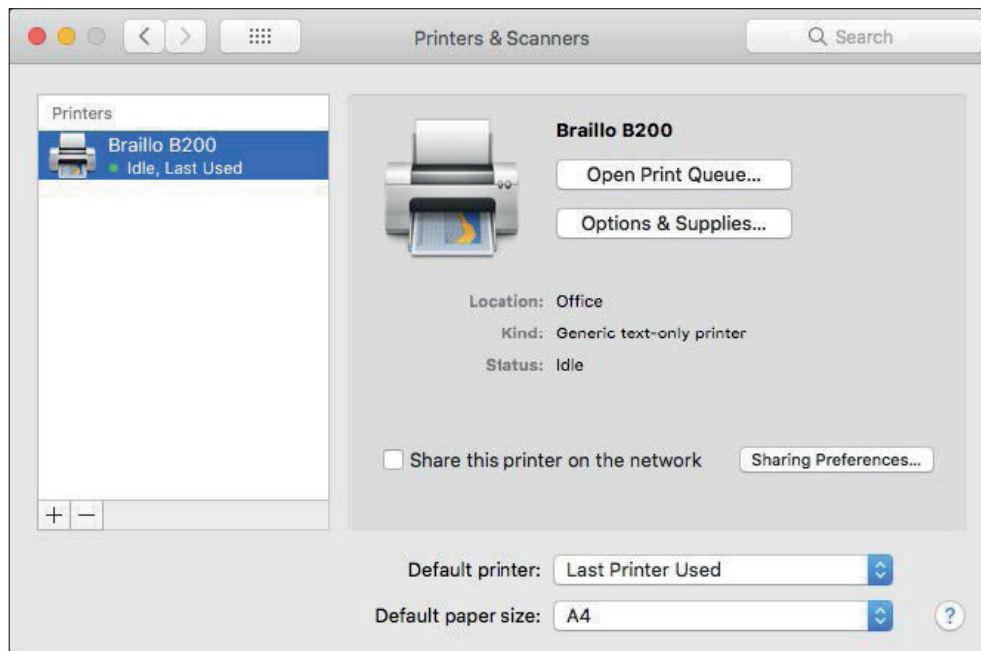 Printers & Scanners
Search
Printers
Braillo B200
Idle, Last Used
+ −
Braillo B200
Open Print Queue...
Options & Supplies...
Location: Office
Kind: Generic text-only printer
Status: Idle
Share this printer on the network
Sharing Preferences...
Default printer: Last Printer Used
Default paper size: A4
?